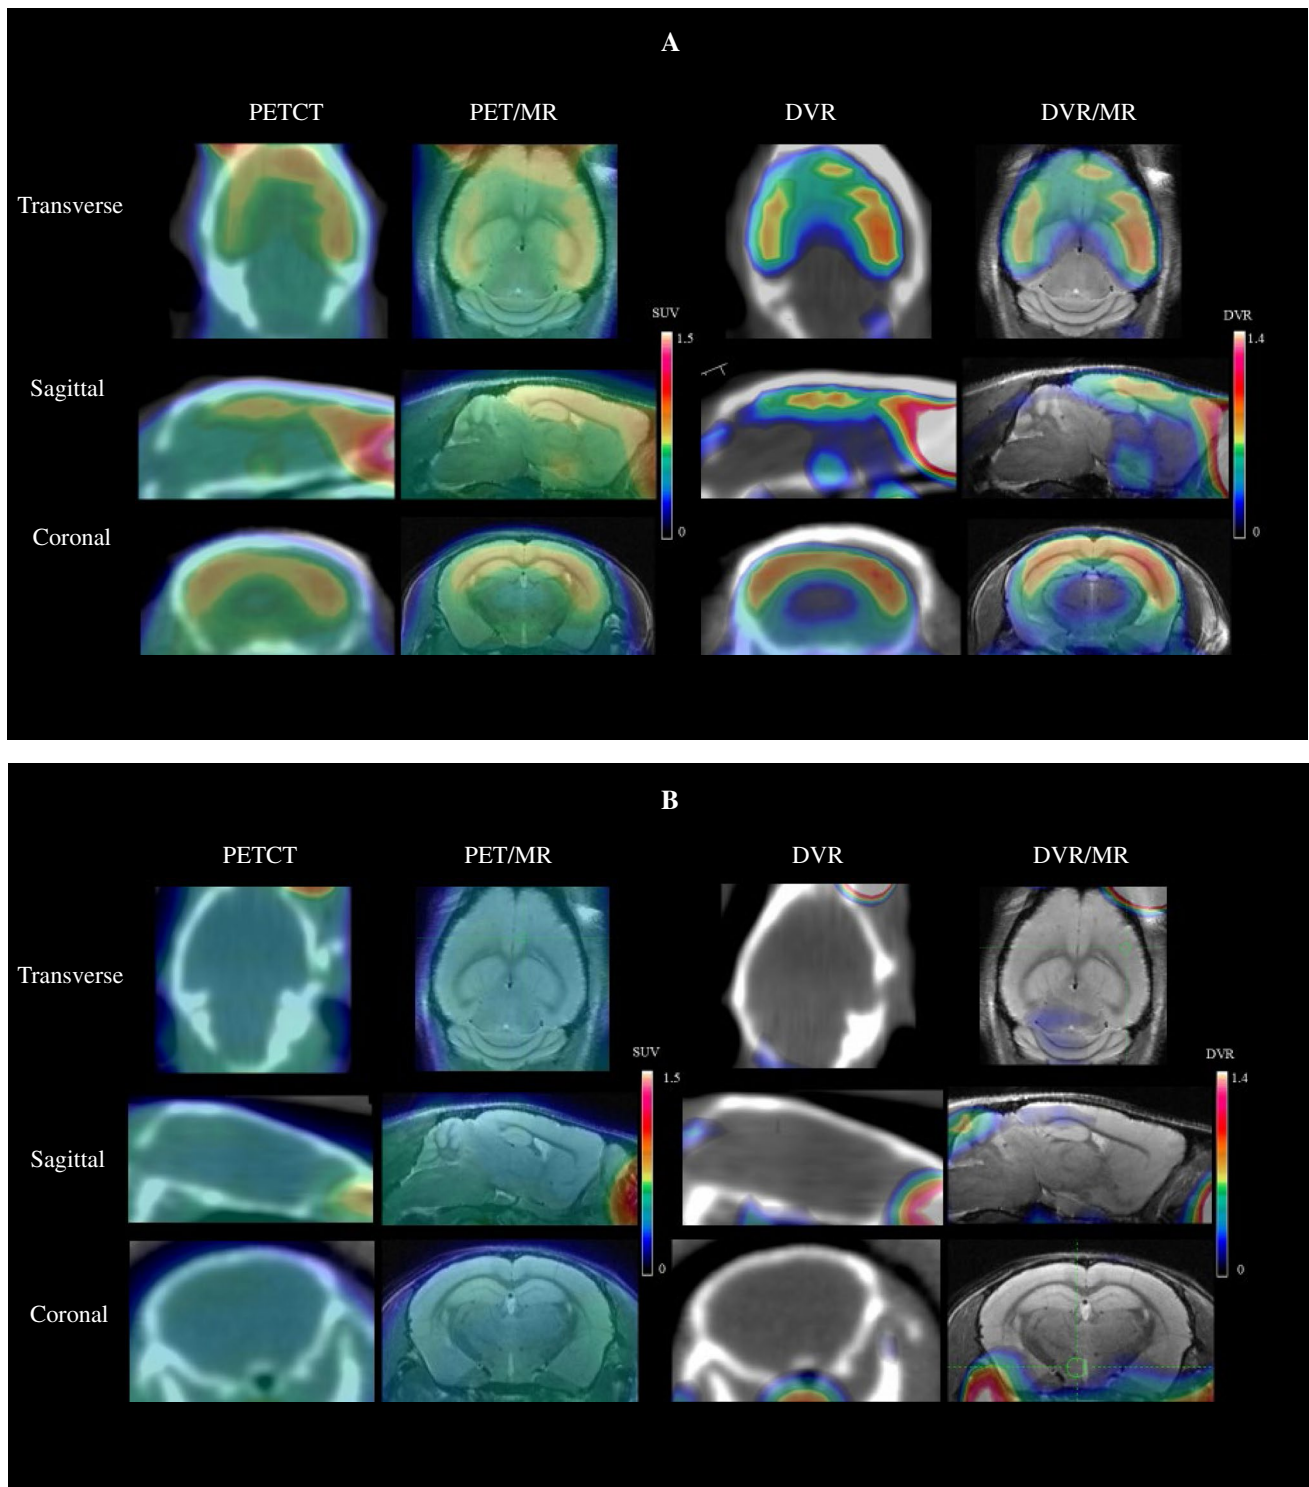 A
PETCT PET/MR DVR DVR/MR
Transverse
SUV
1.5
DVR
1.4
Sagittal
0
0
Coronal
B
PETCT PET/MR DVR DVR/MR
Transverse
SUV
1.5
DVR
1.4
Sagittal
0
0
Coronal